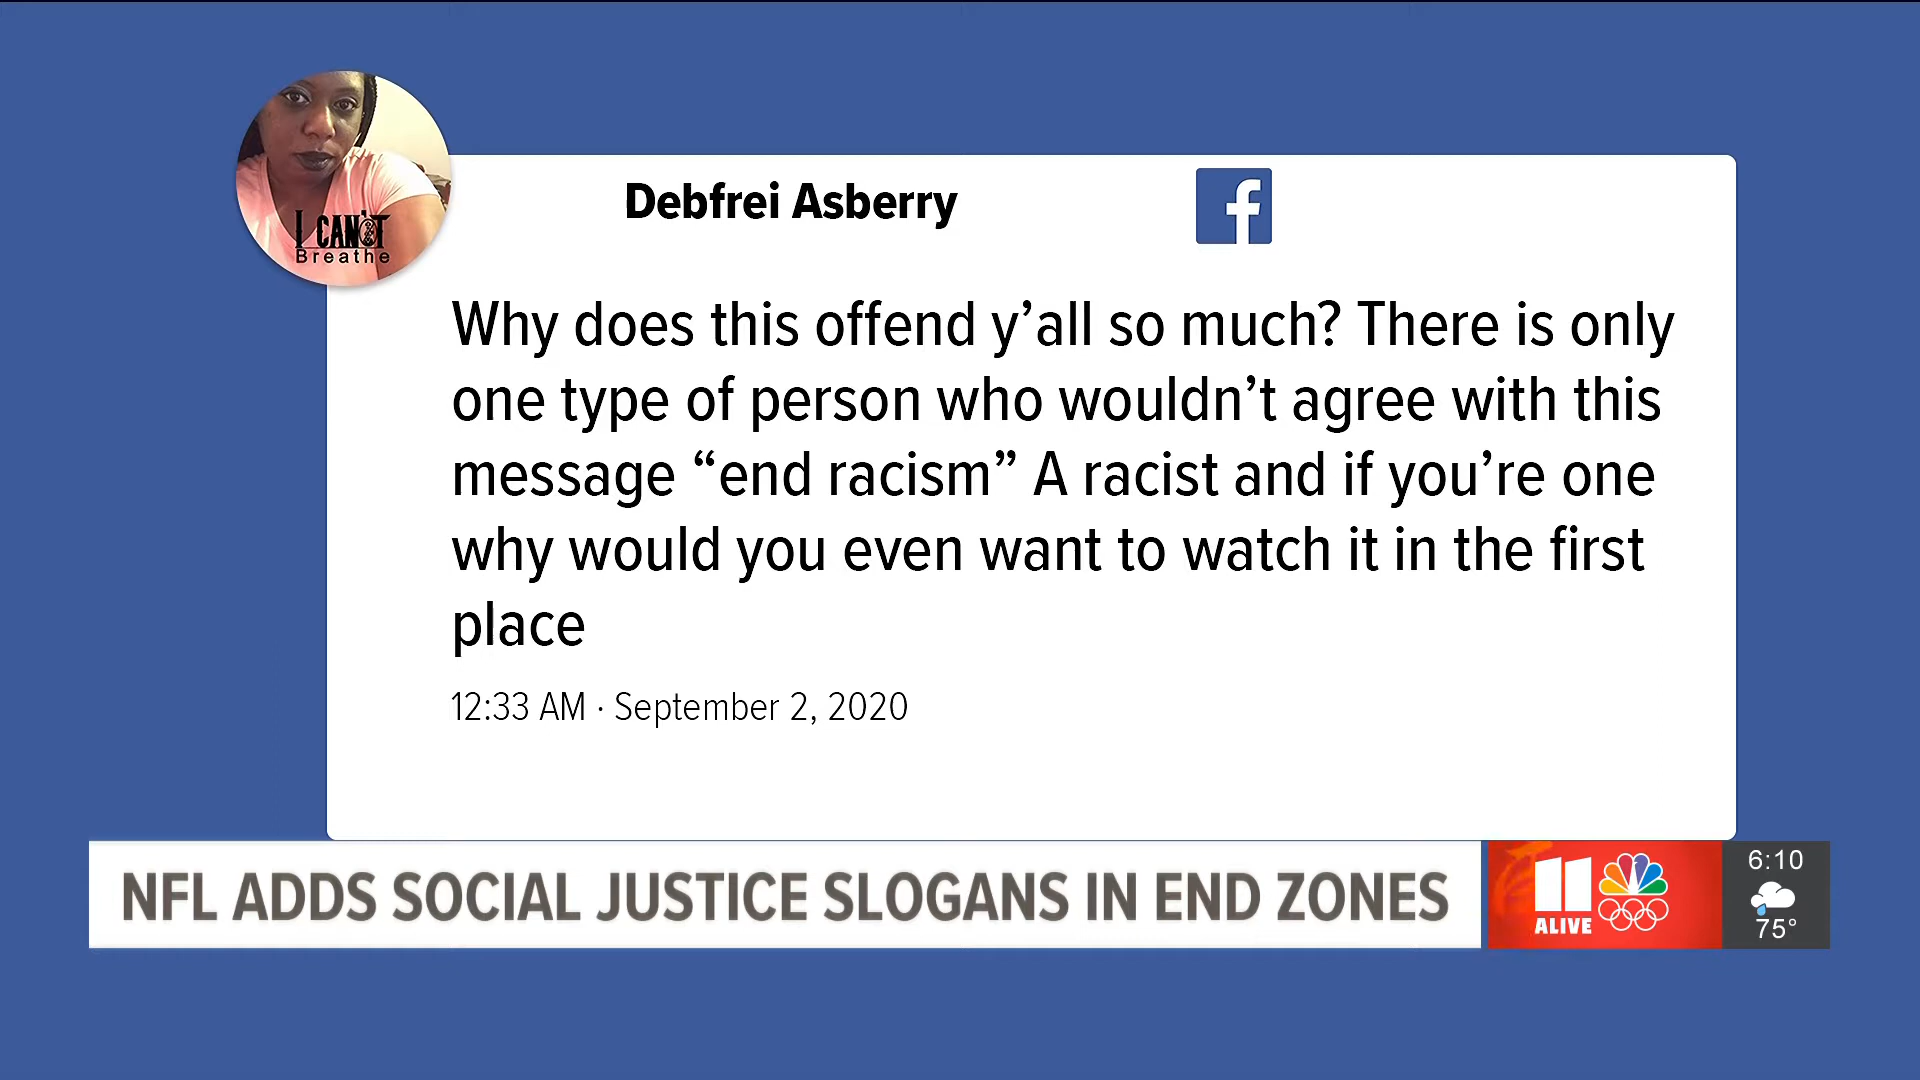 I CAN'T
Breathe
Debfrei Asberry
f
Why does this offend y’all so much? There is only
one type of person who wouldn’t agree with this
message “end racism” A racist and if you’re one
why would you even want to watch it in the first
place
12:33 AM · September 2, 2020
NFL ADDS SOCIAL JUSTICE SLOGANS IN END ZONES
11
ALIVE
6:10
75°